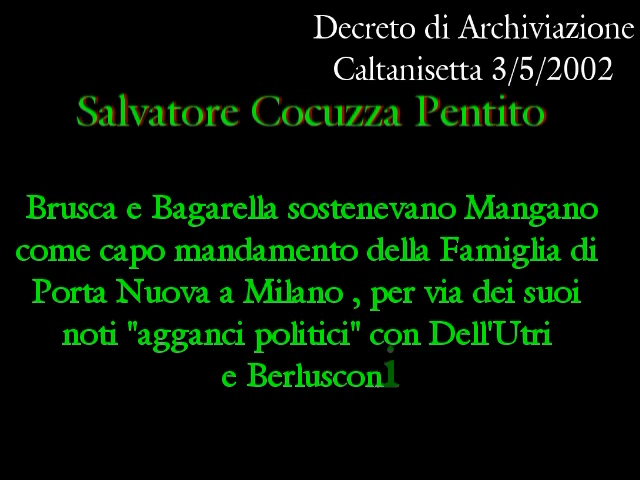 Decreto di Archiviazione
Caltanisetta 3/5/2002
Salvatore Cocuzza Pentito
Brusca e Bagarella sostenevano Mangano
come capo mandamento della Famiglia di
Porta Nuova a Milano , per via dei suoi
noti "agganci politici" con Dell'Utri
e Berlusconi